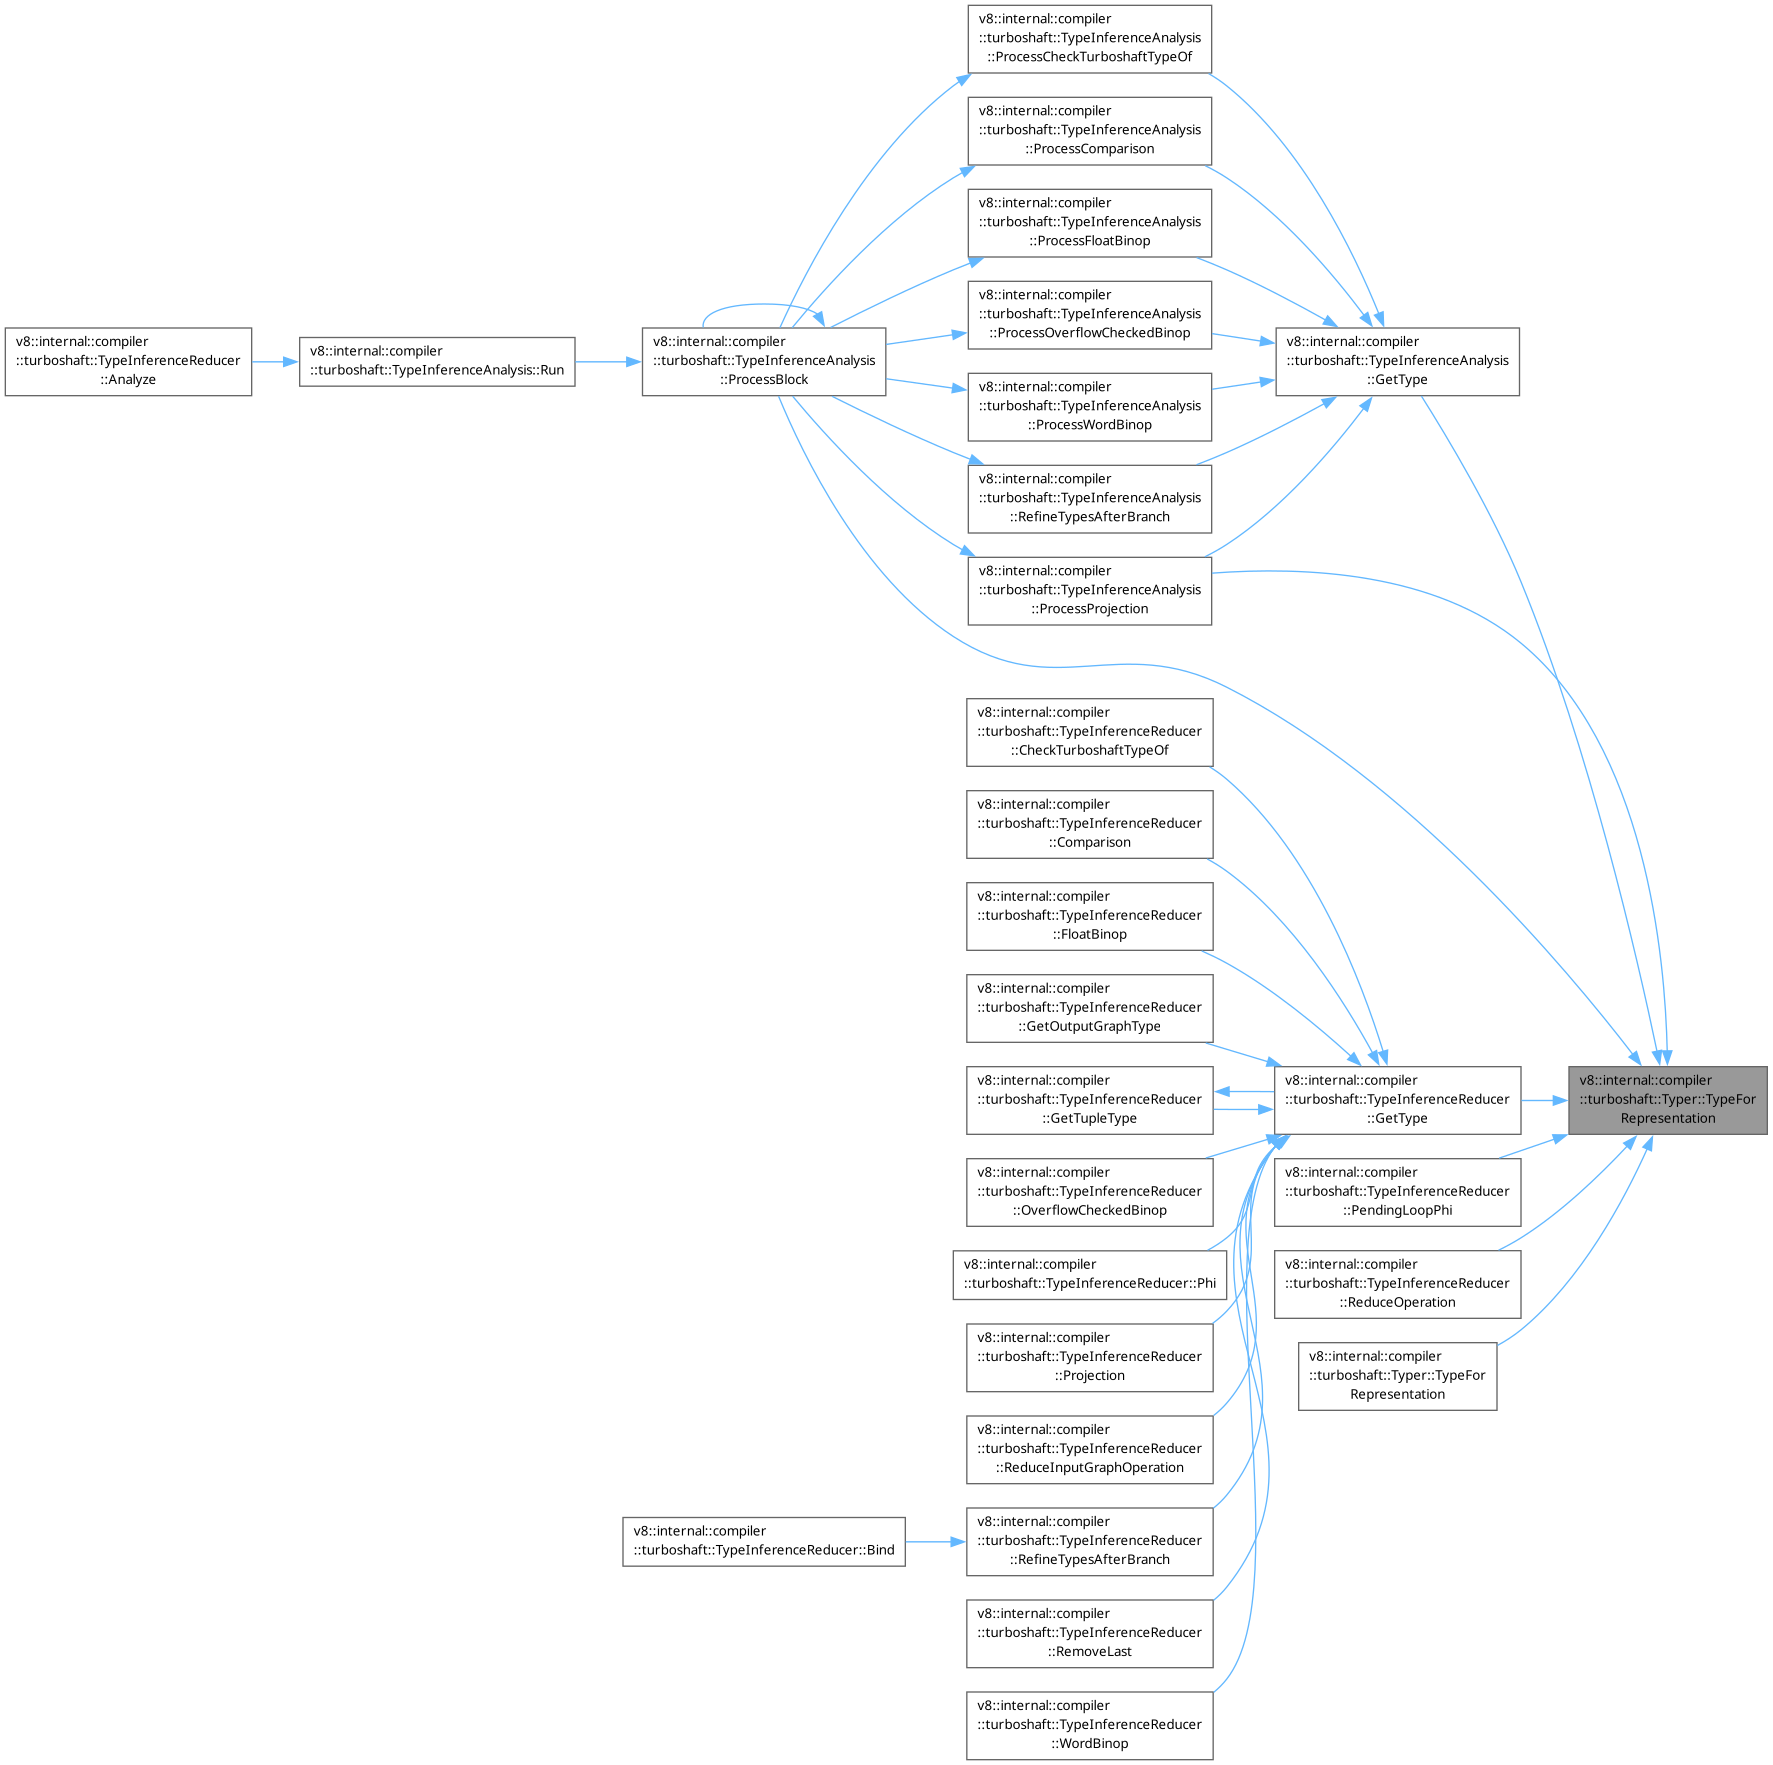 v8::internal::compiler
::turboshaft::TypeInferenceAnalysis
::ProcessCheckTurboshaftTypeOf
v8::internal::compiler
::turboshaft::TypeInferenceAnalysis
::ProcessComparison
v8::internal::compiler
::turboshaft::TypeInferenceAnalysis
::ProcessFloatBinop
v8::internal::compiler
::turboshaft::TypeInferenceAnalysis
::ProcessOverflowCheckedBinop
v8::internal::compiler
::turboshaft::TypeInferenceReducer
::Analyze
v8::internal::compiler
::turboshaft::TypeInferenceAnalysis::Run
v8::internal::compiler
::turboshaft::TypeInferenceAnalysis
::ProcessBlock
v8::internal::compiler
::turboshaft::TypeInferenceAnalysis
::GetType
v8::internal::compiler
::turboshaft::TypeInferenceAnalysis
::ProcessWordBinop
v8::internal::compiler
::turboshaft::TypeInferenceAnalysis
::RefineTypesAfterBranch
v8::internal::compiler
::turboshaft::TypeInferenceAnalysis
::ProcessProjection
v8::internal::compiler
::turboshaft::TypeInferenceReducer
::CheckTurboshaftTypeOf
v8::internal::compiler
::turboshaft::TypeInferenceReducer
::Comparison
v8::internal::compiler
::turboshaft::TypeInferenceReducer
::FloatBinop
v8::internal::compiler
::turboshaft::TypeInferenceReducer
::GetOutputGraphType
v8::internal::compiler
::turboshaft::TypeInferenceReducer
::GetTupleType
v8::internal::compiler
::turboshaft::TypeInferenceReducer
::GetType
v8::internal::compiler
::turboshaft::Typer::TypeFor
Representation
v8::internal::compiler
::turboshaft::TypeInferenceReducer
::OverflowCheckedBinop
v8::internal::compiler
::turboshaft::TypeInferenceReducer
::PendingLoopPhi
v8::internal::compiler
::turboshaft::TypeInferenceReducer::Phi
v8::internal::compiler
::turboshaft::TypeInferenceReducer
::ReduceOperation
v8::internal::compiler
::turboshaft::TypeInferenceReducer
::Projection
v8::internal::compiler
::turboshaft::Typer::TypeFor
Representation
v8::internal::compiler
::turboshaft::TypeInferenceReducer
::ReduceInputGraphOperation
v8::internal::compiler
::turboshaft::TypeInferenceReducer::Bind
v8::internal::compiler
::turboshaft::TypeInferenceReducer
::RefineTypesAfterBranch
v8::internal::compiler
::turboshaft::TypeInferenceReducer
::RemoveLast
v8::internal::compiler
::turboshaft::TypeInferenceReducer
::WordBinop